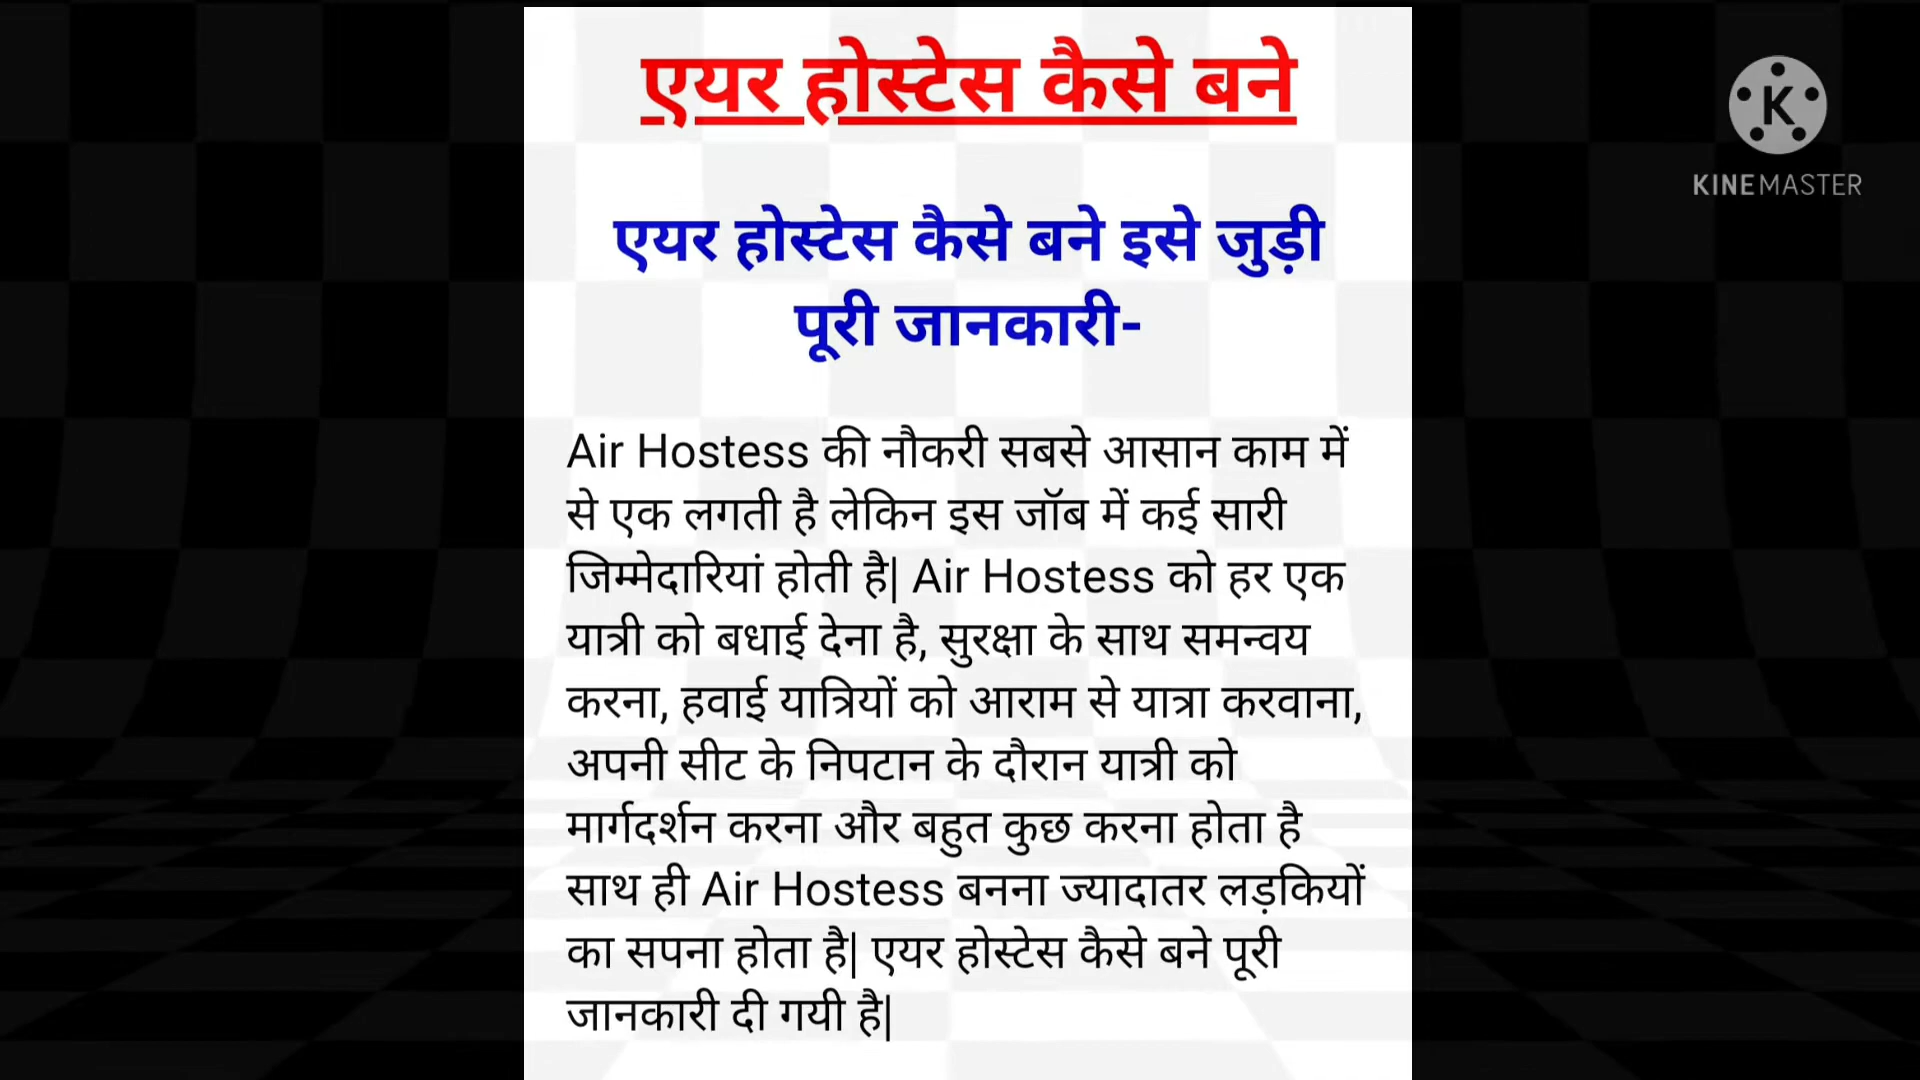 एयर होस्टेस कैसे बने
एयर होस्टेस कैसे बने इसे जुड़ी
पूरी जानकारी-
Air Hostess की नौकरी सबसे आसान काम में
से एक लगती है लेकिन इस जॉब में कई सारी
जिम्मेदारियां होती है| Air Hostess को हर एक
यात्री को बधाई देना है, सुरक्षा के साथ समन्वय
करना, हवाई यात्रियों को आराम से यात्रा करवाना,
अपनी सीट के निपटान के दौरान यात्री को
मार्गदर्शन करना और बहुत कुछ करना होता है
साथ ही Air Hostess बनना ज्यादातर लड़कियों
का सपना होता है| एयर होस्टेस कैसे बने पूरी
जानकारी दी गयी है|
K
KINEMASTER